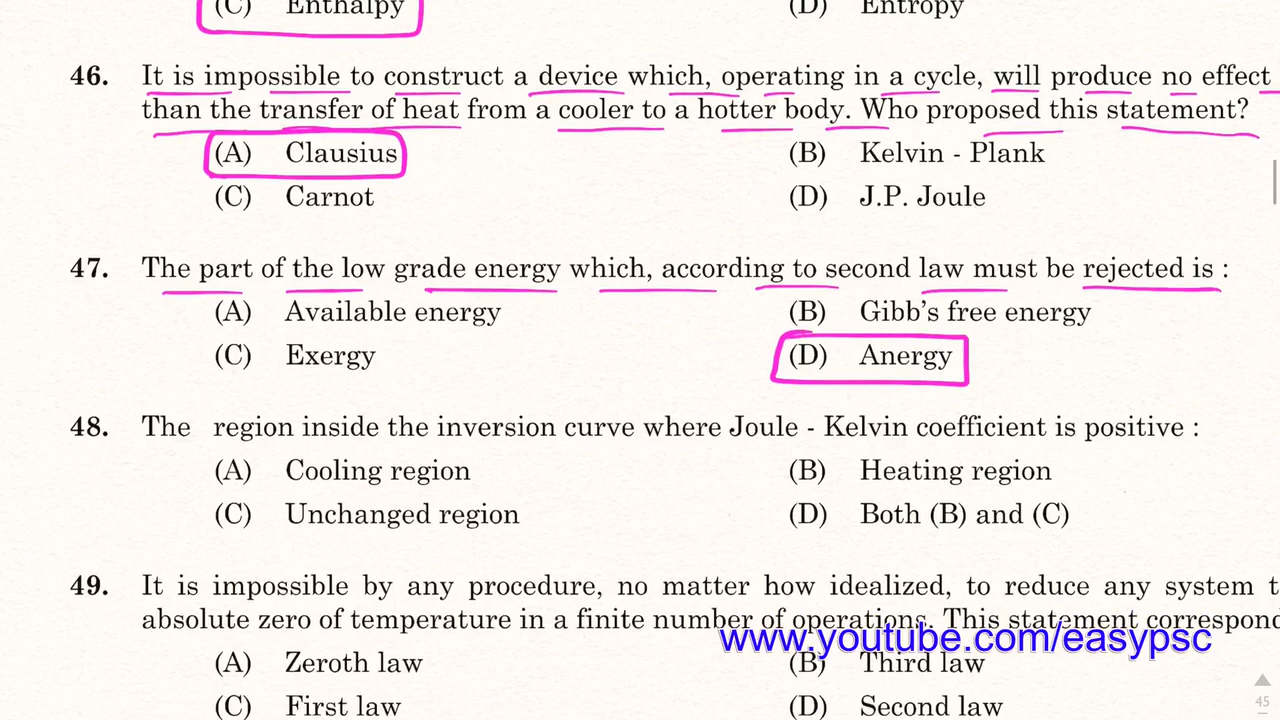 (C) Enthalpy (D) Entropy
46. It is impossible to construct a device which, operating in a cycle, will produce no effect
than the transfer of heat from a cooler to a hotter body. Who proposed this statement?
(A) Clausius (B) Kelvin - Plank
(C) Carnot (D) J.P. Joule
47. The part of the low grade energy which, according to second law must be rejected is :
(A) Available energy (B) Gibb's free energy
(C) Exergy (D) Anergy
48. The region inside the inversion curve where Joule - Kelvin coefficient is positive :
(A) Cooling region (B) Heating region
(C) Unchanged region (D) Both (B) and (C)
49. It is impossible by any procedure, no matter how idealized, to reduce any system t
absolute zero of temperature in a finite number of operations. This statement correspond
www.youtube.com/easypsc
(A) Zeroth law (B) Third law
(C) First law (D) Second law
45